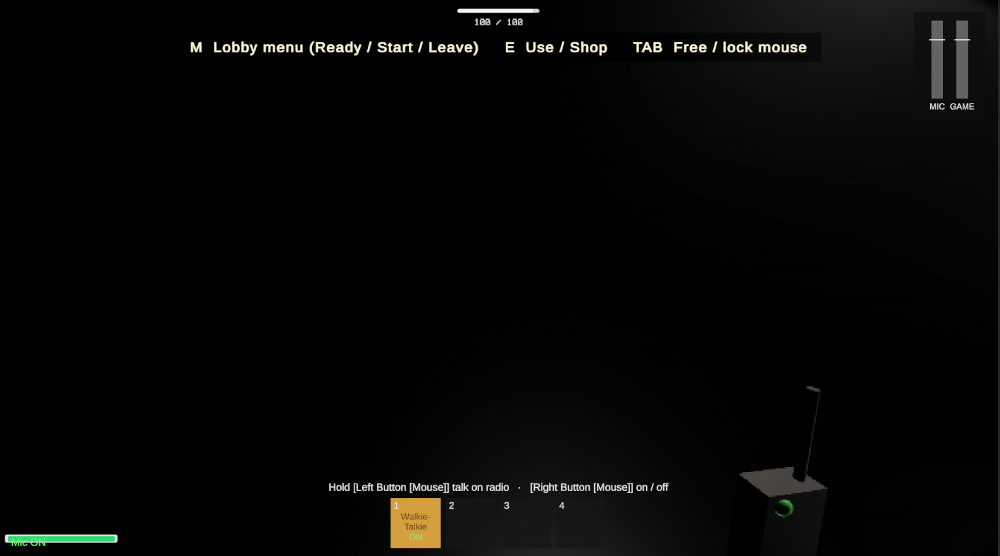 100 / 100
M Lobby menu (Ready / Start / Leave) E Use / Shop TAB Free / lock mouse
MIC GAME
Hold [Left Button [Mouse]] talk on radio · [Right Button [Mouse]] on / off
1 2 3 4
Walkie-
Talkie
ON
Mic ON